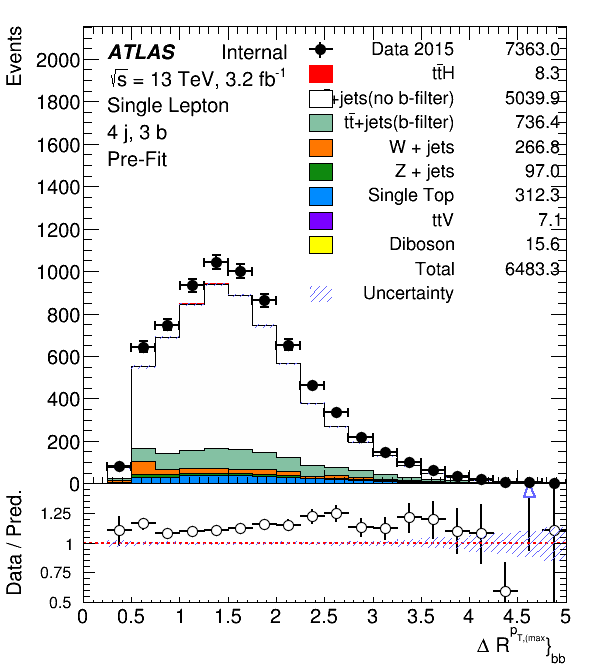 Events
ATLAS Internal
√s = 13 TeV, 3.2 fb-1
Single Lepton
4 j, 3 b
Pre-Fit
Data 2015 7363.0
tt̄H 8.3
+jets(no b-filter) 5039.9
tt̄+jets(b-filter) 736.4
W + jets 266.8
Z + jets 97.0
Single Top 312.3
ttV 7.1
Diboson 15.6
Total 6483.3
Uncertainty
2000
1800
1600
1400
1200
1000
800
600
400
200
0
Data / Pred.
1.25
1
0.75
0.5
0 0.5 1 1.5 2 2.5 3 3.5 4 4.5 5
Δ R^{p_{T,(max}}}_{bb}